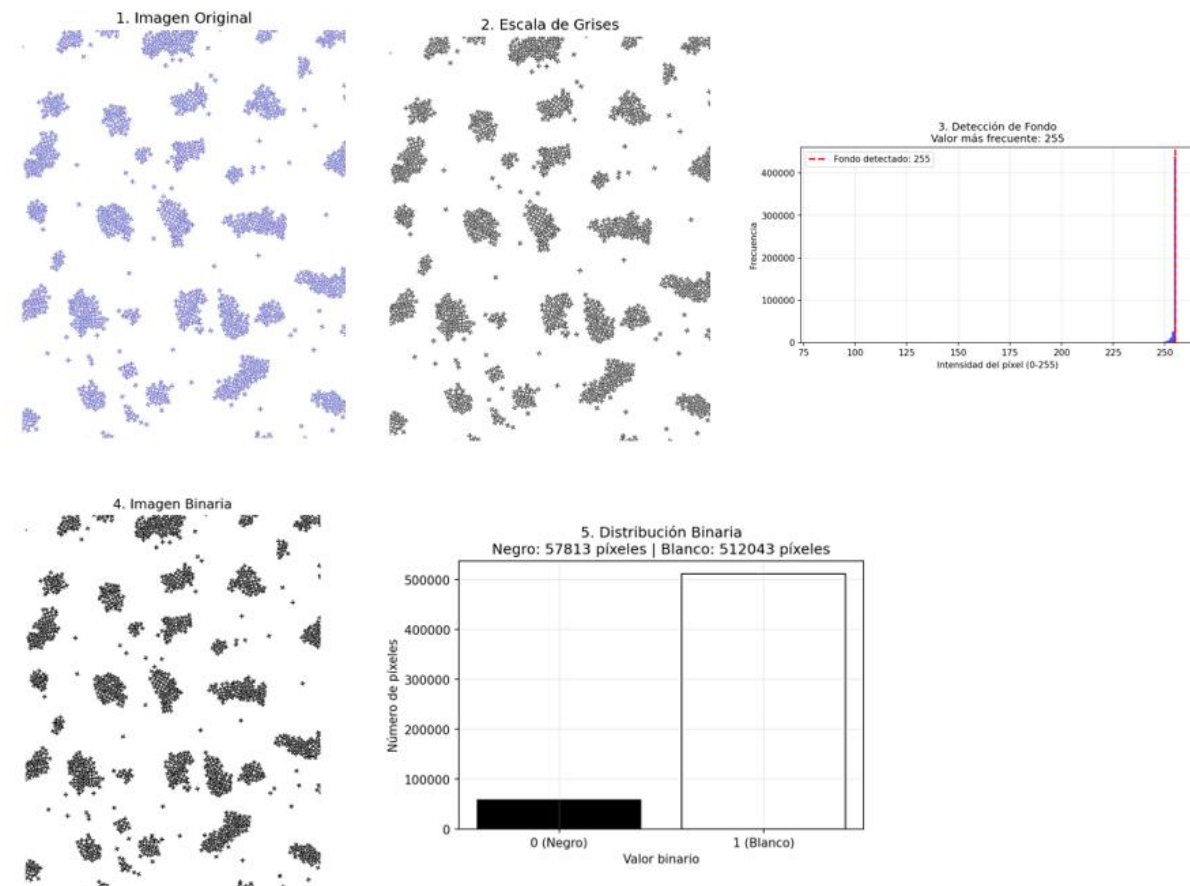 1. Imagen Original
2. Escala de Grises
3. Detección de Fondo
Valor más frecuente: 255
Fondo detectado: 255
400000
300000
200000
100000
0
Frecuencia
75 100 125 150 175 200 225 250
Intensidad del píxel (0-255)
4. Imagen Binaria
5. Distribución Binaria
Negro: 57813 píxeles | Blanco: 512043 píxeles
500000
400000
300000
200000
100000
0
Número de píxeles
0 (Negro) 1 (Blanco)
Valor binario